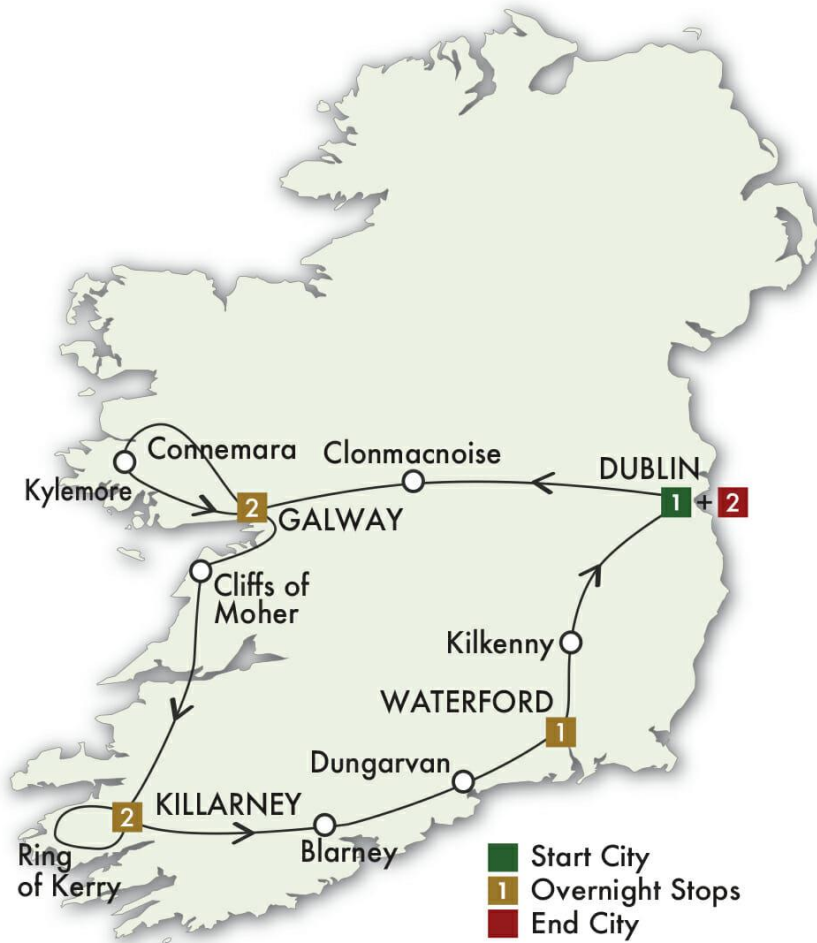 Connemara
Clonmacnoise
DUBLIN
Kylemore
2
GALWAY
1 + 2
Cliffs of
Moher
Kilkenny
WATERFORD
1
Dungarvan
2
KILLARNEY
Ring
of Kerry
Blarney
Start City
1 Overnight Stops
End City